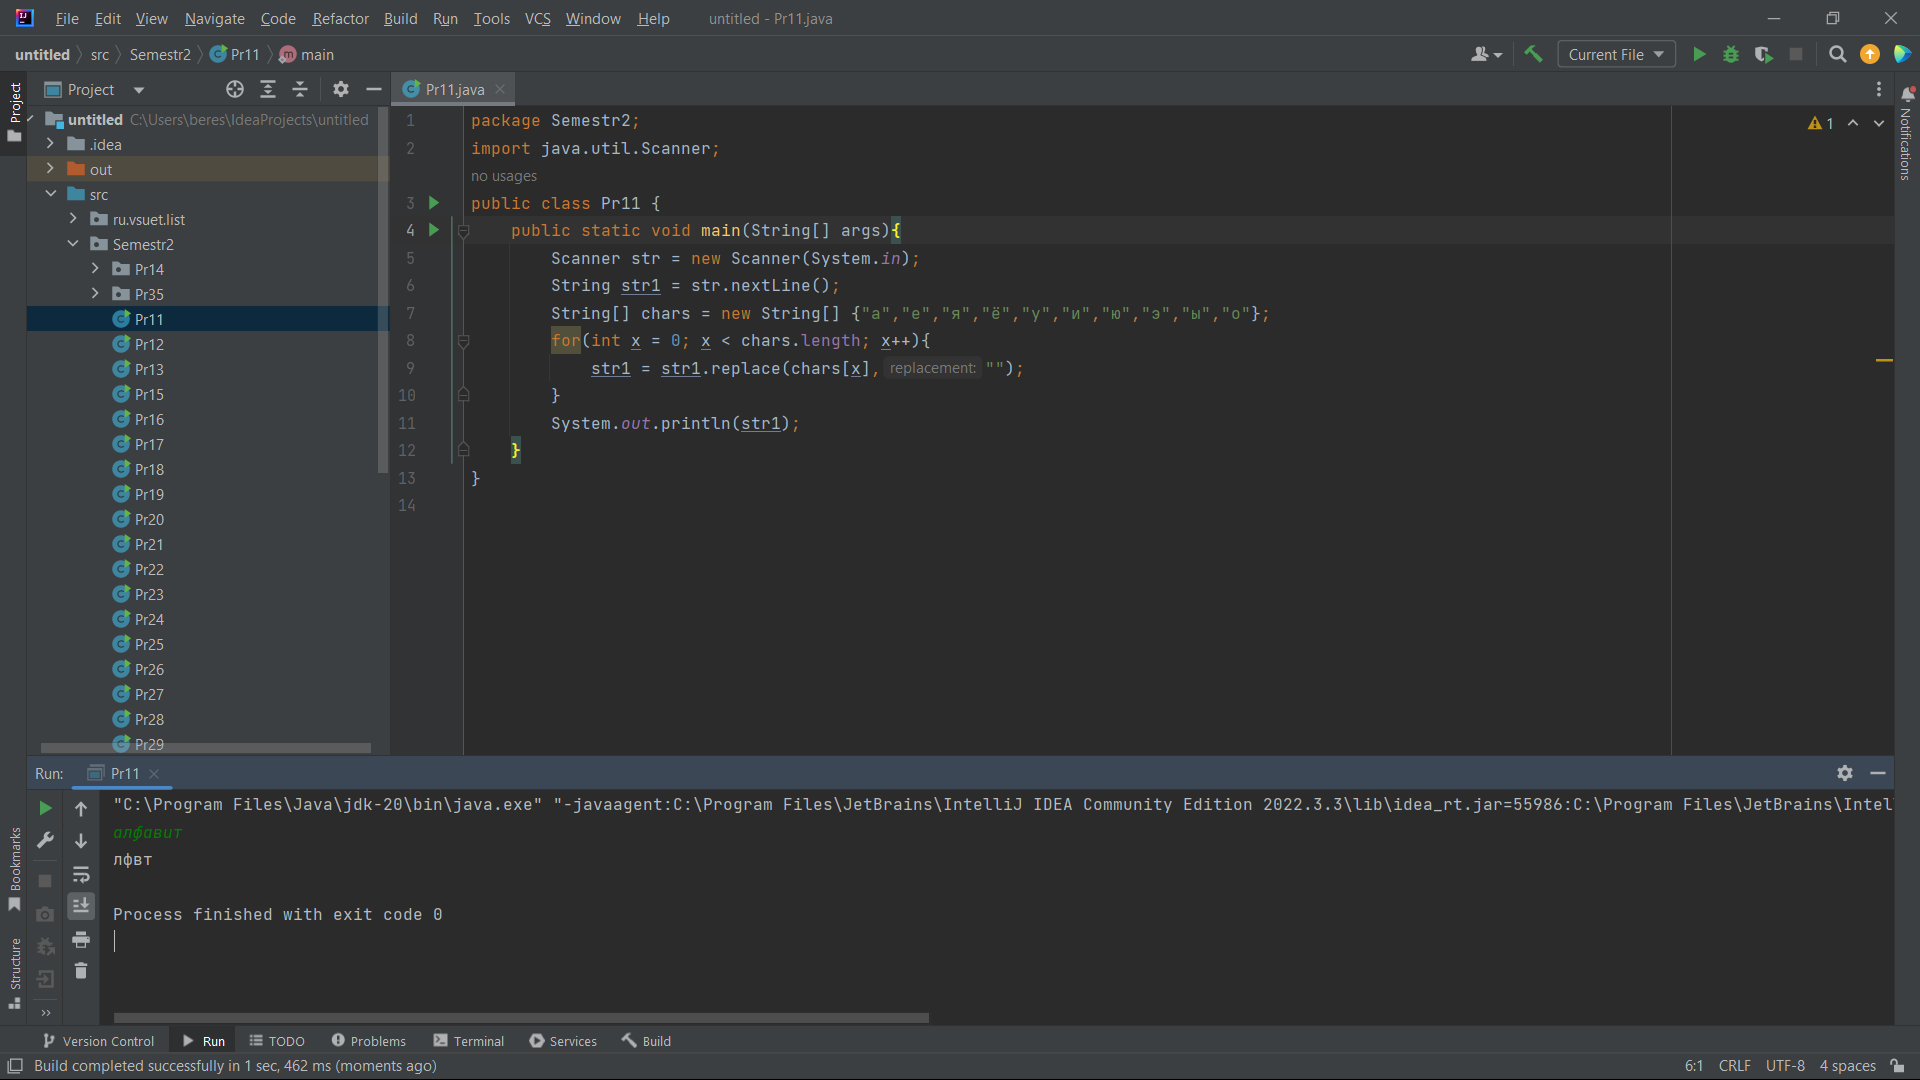 File Edit View Navigate Code Refactor Build Run Tools VCS Window Help untitled - Pr11.java
untitled src Semestr2 Pr11 main Current File
Project Project Pr11.java Notifications
untitled C:\Users\beres\IdeaProjects\untitled
.idea
out
src
ru.vsuet.list
Semestr2
Pr14
Pr35
Pr11
Pr12
Pr13
Pr15
Pr16
Pr17
Pr18
Pr19
Pr20
Pr21
Pr22
Pr23
Pr24
Pr25
Pr26
Pr27
Pr28
Pr29
1 package Semestr2; 1
2 import java.util.Scanner;
no usages
3 public class Pr11 {
4 public static void main(String[] args){
5 Scanner str = new Scanner(System.in);
6 String str1 = str.nextLine();
7 String[] chars = new String[] {"а","е","я","ё","у","и","ю","э","ы","о"};
8 for(int x = 0; x < chars.length; x++){
9 str1 = str1.replace(chars[x], replacement: "");
10 }
11 System.out.println(str1);
12 }
13 }
14
Run: Pr11
"C:\Program Files\Java\jdk-20\bin\java.exe" "-javaagent:C:\Program Files\JetBrains\IntelliJ IDEA Community Edition 2022.3.3\lib\idea_rt.jar=55986:C:\Program Files\JetBrains\Intel
алфавит
лфвт
Process finished with exit code 0
Bookmarks
Structure
Version Control Run TODO Problems Terminal Services Build
Build completed successfully in 1 sec, 462 ms (moments ago) 6:1 CRLF UTF-8 4 spaces